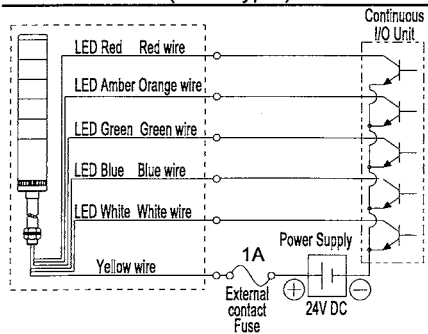 Continuous
I/O Unit
LED Red Red wire
LED Amber Orange wire
LED Green Green wire
LED Blue Blue wire
LED White White wire
Yellow wire
1A
External
contact
Fuse
Power Supply
24V DC